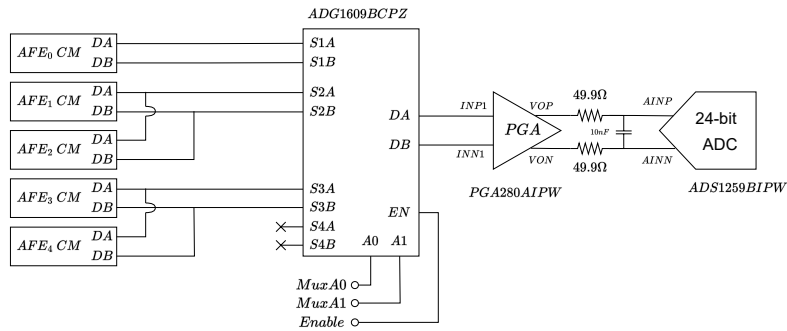 ADG1609BCPZ
AFE0 CM DA
DB
AFE1 CM DA
DB
AFE2 CM DA
DB
AFE3 CM DA
DB
AFE4 CM DA
DB
S1A
S1B
S2A
S2B
S3A
S3B
S4A
S4B
DA
DB
EN
A0 A1
MuxA0
MuxA1
Enable
INP1
INN1
PGA
PGA280AIPW
VOP
VON
49.9Ω
49.9Ω
10nF
AINP
AINN
24-bit
ADC
ADS1259BIPW